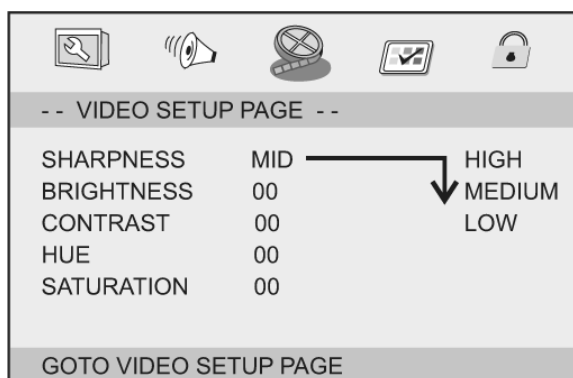 -- VIDEO SETUP PAGE --
SHARPNESS MID HIGH
BRIGHTNESS 00 MEDIUM
CONTRAST 00 LOW
HUE 00
SATURATION 00
GOTO VIDEO SETUP PAGE